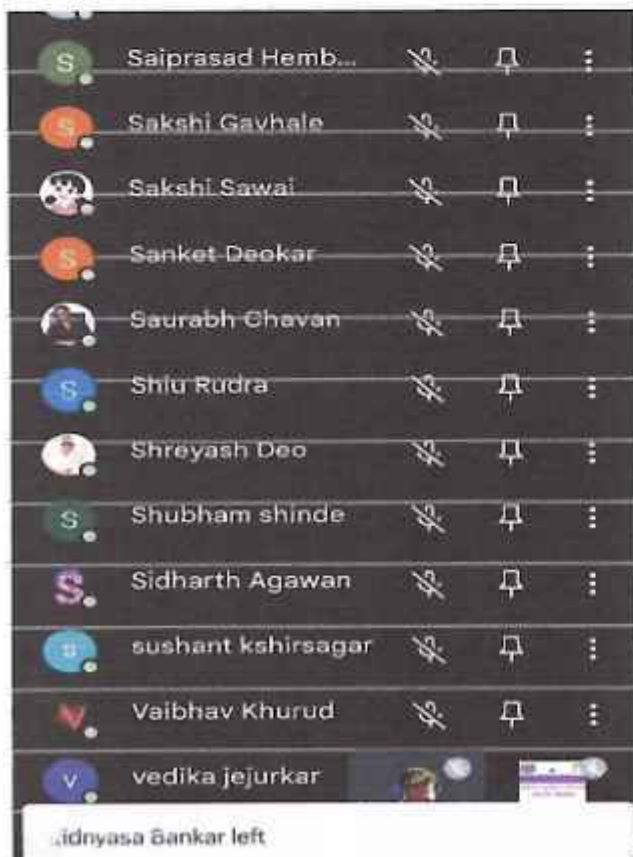 S Saiprasad Hemb...
S Sakshi Gavhale
Sakshi Sawai
S Sanket Deokar
Saurabh Chavan
S Shiu Rudra
Shreyash Deo
S Shubham shinde
S Sidharth Agawan
s sushant kshirsagar
V Vaibhav Khurud
v vedika jejurkar
..idnyasa Bankar left